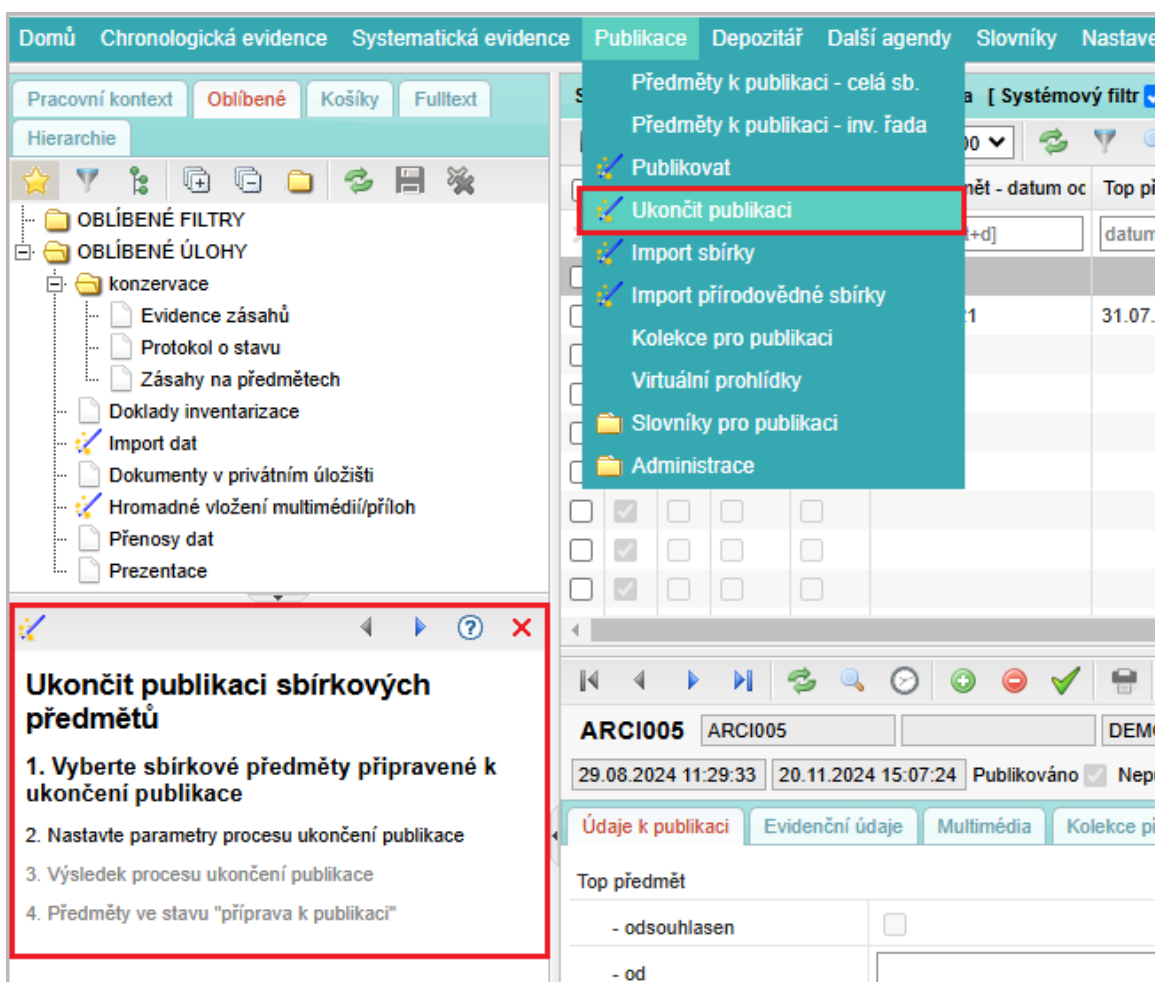 Domů Chronologická evidence Systematická evidence Publikace Depozitář Další agendy Slovníky Nastave
Předměty k publikaci - celá sb.
Předměty k publikaci - inv. řada
Publikovat
Ukončit publikaci
Import sbírky
Import přírodovědné sbírky
Kolekce pro publikaci
Virtuální prohlídky
Slovníky pro publikaci
Administrace
Pracovní kontext Oblíbené Košíky Fulltext
Hierarchie
OBLÍBENÉ FILTRY
OBLÍBENÉ ÚLOHY
konzervace
Evidence zásahů
Protokol o stavu
Zásahy na předmětech
Doklady inventarizace
Import dat
Dokumenty v privátním úložišti
Hromadné vložení multimédií/příloh
Přenosy dat
Prezentace
S a [ Systémový filtr
00
mět - datum od Top př
t+d] datum
21 31.07.
Ukončit publikaci sbírkových
předmětů
1. Vyberte sbírkové předměty připravené k
ukončení publikace
2. Nastavte parametry procesu ukončení publikace
3. Výsledek procesu ukončení publikace
4. Předměty ve stavu "příprava k publikaci"
ARCI005 ARCI005 DEMO
29.08.2024 11:29:33 20.11.2024 15:07:24 Publikováno Nepu
Údaje k publikaci Evidenční údaje Multimédia Kolekce př
Top předmět
- odsouhlasen
- od